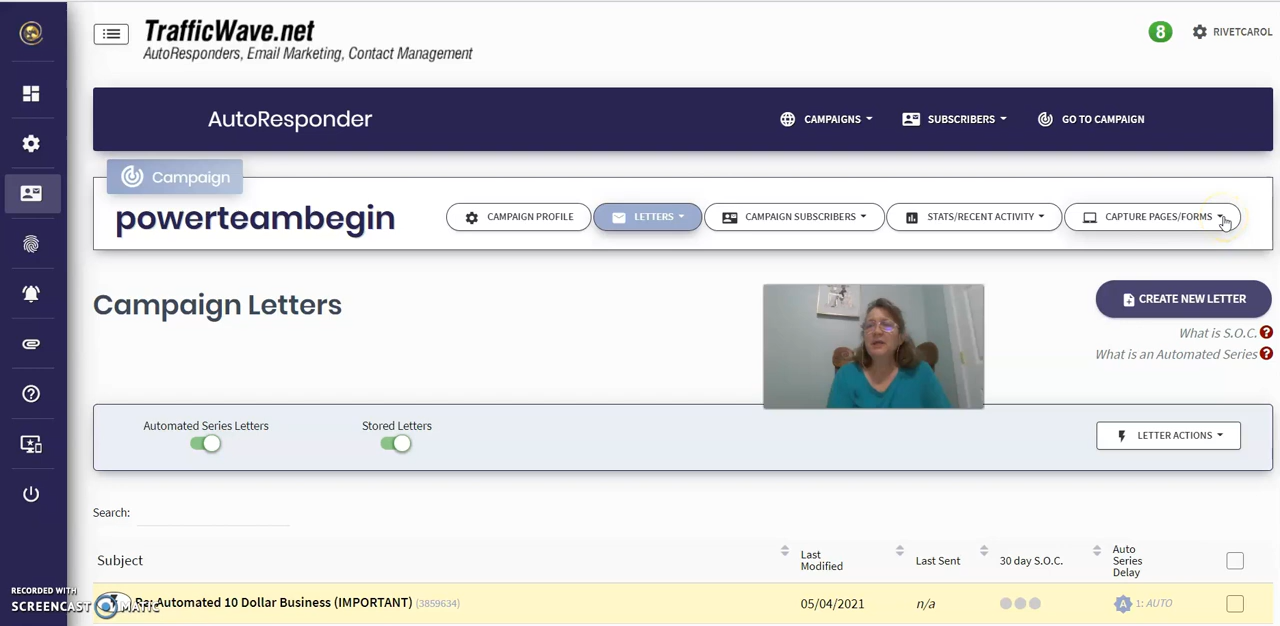 TrafficWave.net
AutoResponders, Email Marketing, Contact Management
8
RIVETCAROL
AutoResponder
CAMPAIGNS
SUBSCRIBERS
GO TO CAMPAIGN
Campaign
powerteambegin
CAMPAIGN PROFILE
LETTERS
CAMPAIGN SUBSCRIBERS
STATS/RECENT ACTIVITY
CAPTURE PAGES/FORMS
Campaign Letters
CREATE NEW LETTER
What is S.O.C.
What is an Automated Series
Automated Series Letters
Stored Letters
LETTER ACTIONS
Search:
Subject
Last
Modified
Last Sent
30 day S.O.C.
Auto
Series
Delay
Automated 10 Dollar Business (IMPORTANT) (3859634)
05/04/2021
n/a
A 1: AUTO
RECORDED WITH
SCREENCAST MATIC